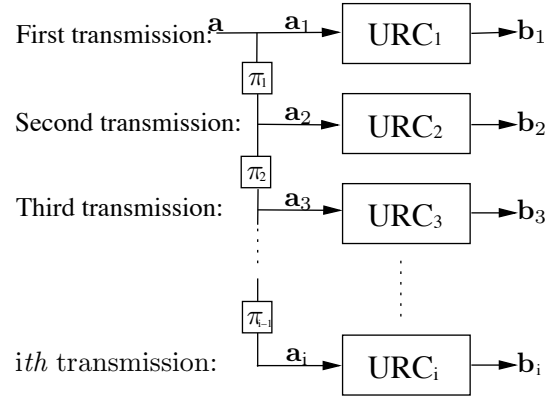 First transmission: a a₁ URC₁ b₁
π₁
Second transmission: a₂ URC₂ b₂
π₂
Third transmission: a₃ URC₃ b₃
πᵢ₋₁
ith transmission: aᵢ URCᵢ bᵢ